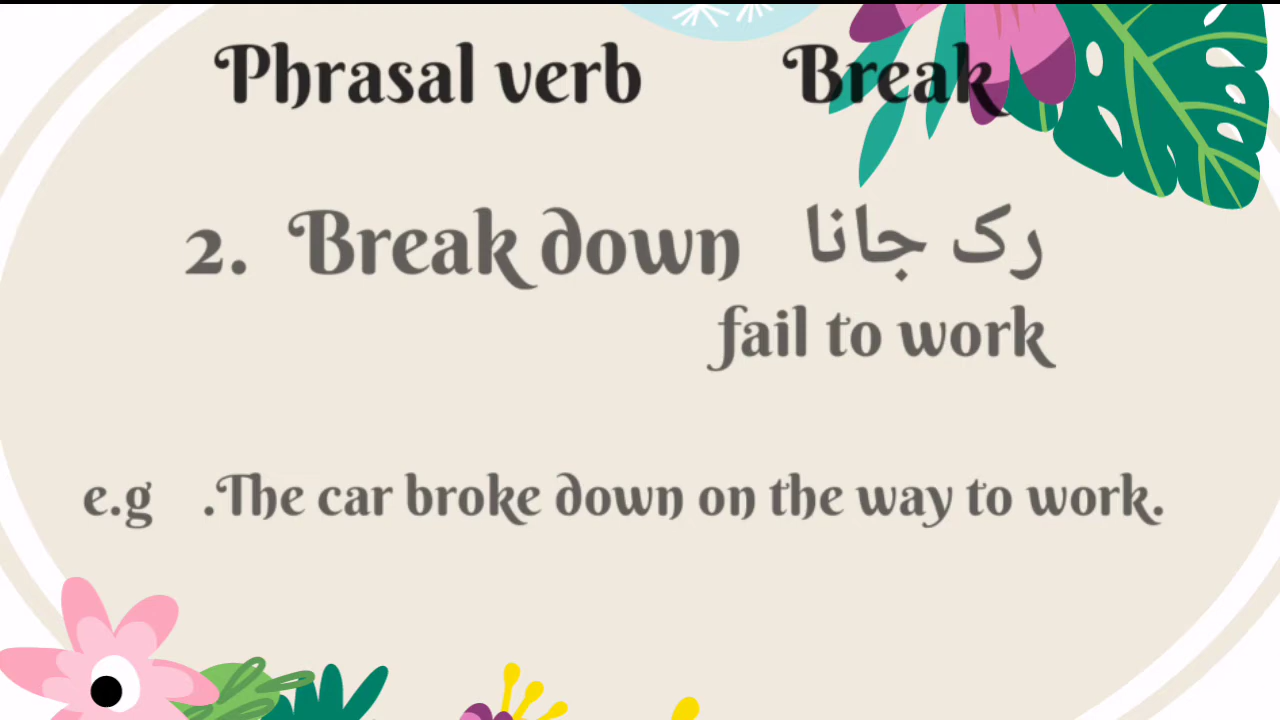 Phrasal verb Break
2. Break down رک جانا
fail to work
e.g .The car broke down on the way to work.